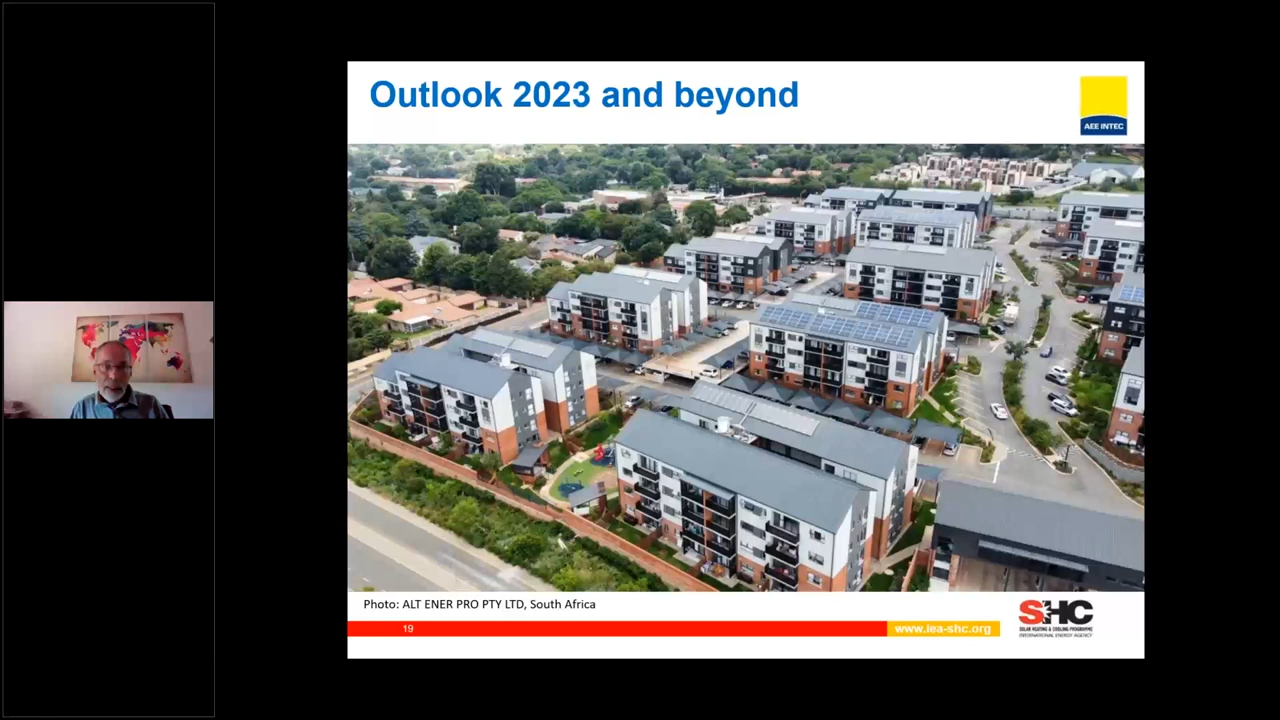 Outlook 2023 and beyond
AEE INTEC
Photo: ALT ENER PRO PTY LTD, South Africa
19
www.iea-shc.org
SHC
SOLAR HEATING & COOLING PROGRAMME
INTERNATIONAL ENERGY AGENCY